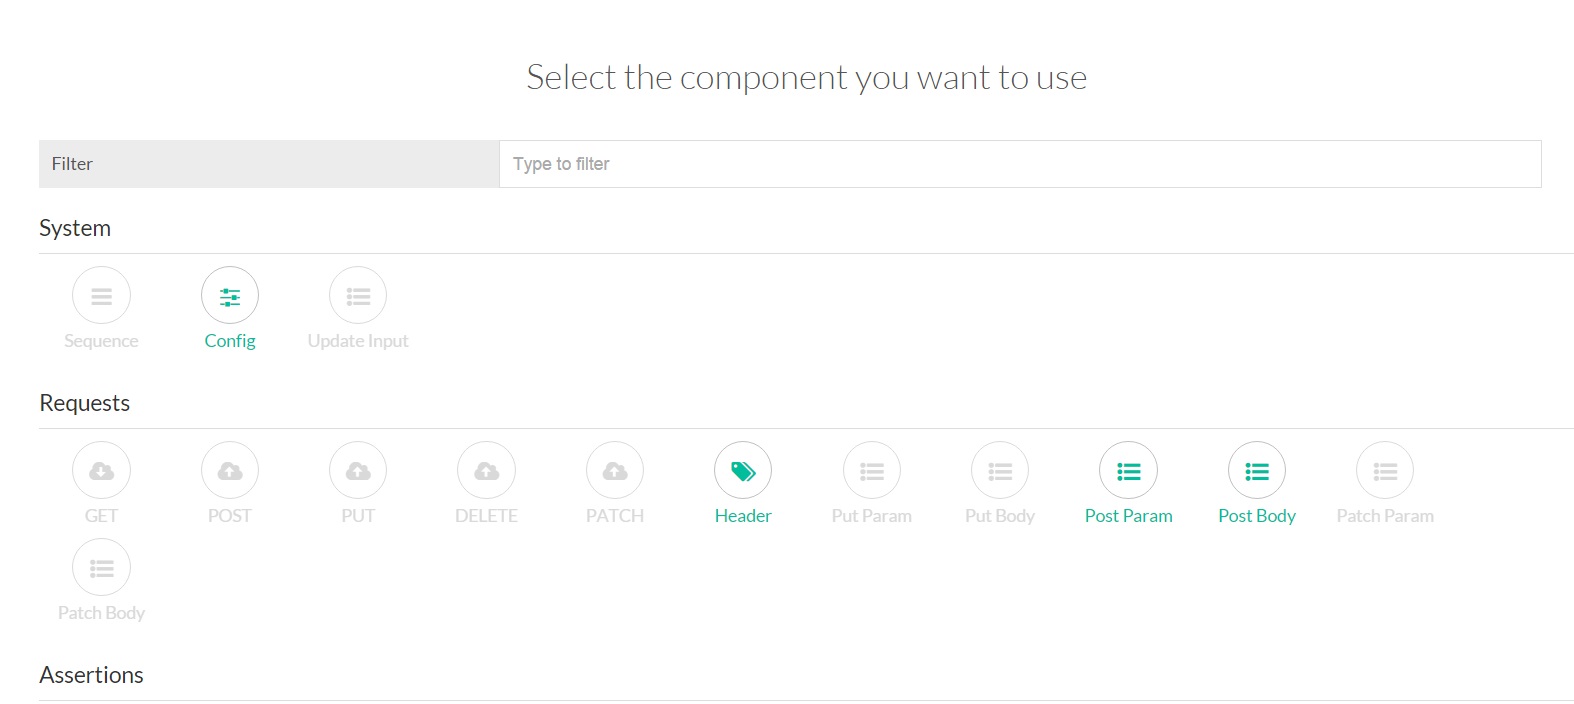 Select the component you want to use
Filter
Type to filter
System
Sequence
Config
Update Input
Requests
GET
POST
PUT
DELETE
PATCH
Header
Put Param
Put Body
Post Param
Post Body
Patch Param
Patch Body
Assertions